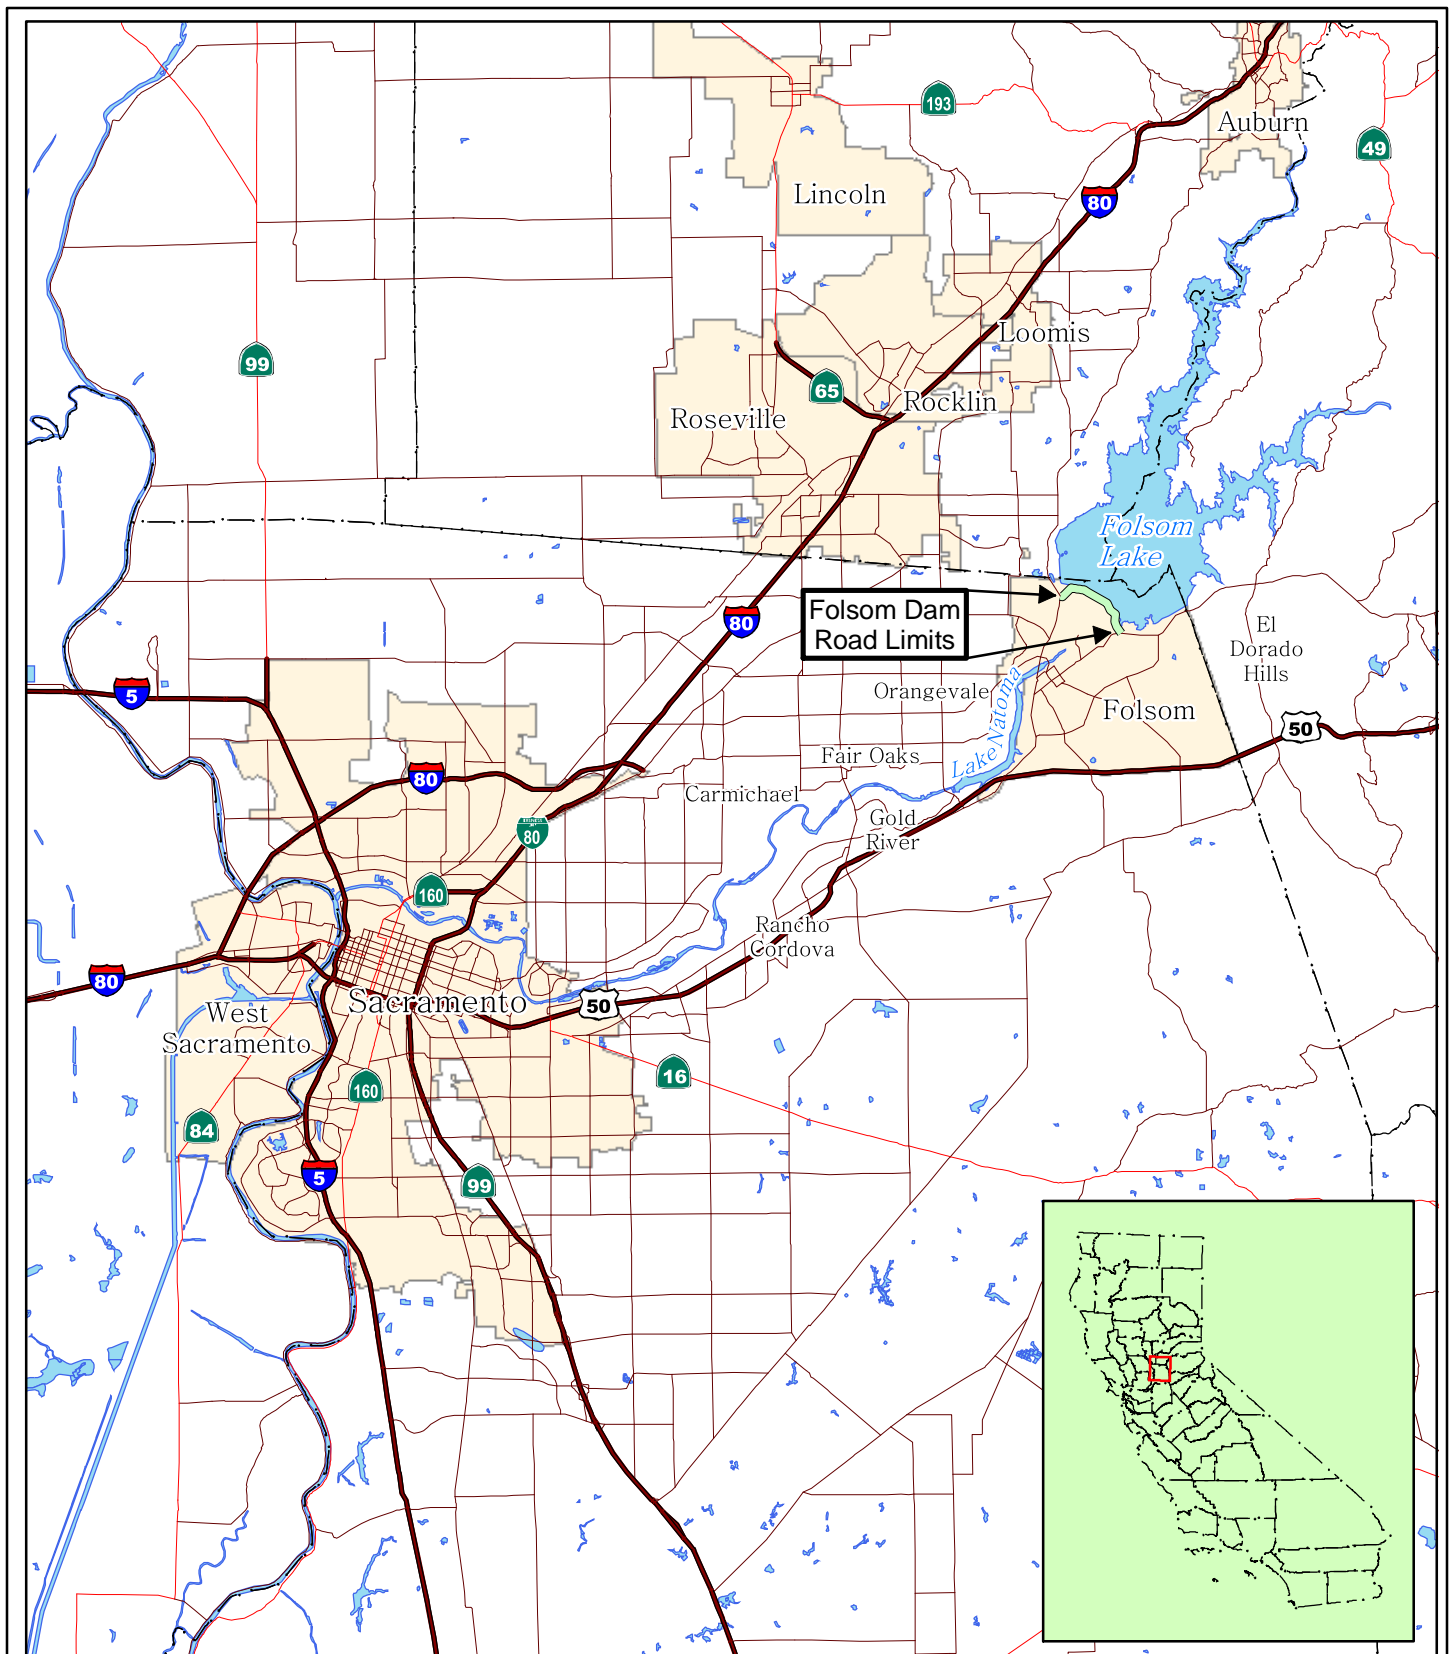 193
Auburn
49
Lincoln
80
99
Loomis
65
Rocklin
Roseville
Folsom
Lake
Folsom Dam
Road Limits
80
El
Dorado
Hills
5
Orangevale
Lake Natoma
Folsom
50
Fair Oaks
80
Carmichael
Gold
River
80
160
Rancho
Cordova
80
Sacramento
50
West
Sacramento
16
160
84
5
99